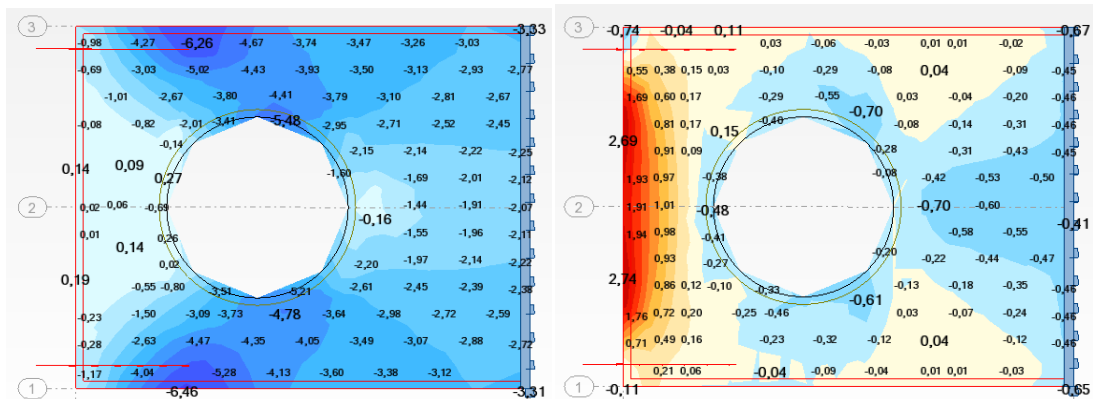 3
-0,98 -4,27 -6,26 -4,67 -3,74 -3,47 -3,26 -3,03 -3,33
-0,69 -3,03 -5,02 -4,43 -3,93 -3,50 -3,13 -2,93 -2,77
-1,01 -2,67 -3,80 -4,41 -3,79 -3,10 -2,81 -2,67
-0,08 -0,82 -2,01 -3,41 -5,48 -2,95 -2,71 -2,52 -2,45
-0,14 -2,15 -2,14 -2,22 -2,25
0,14 0,09 0,27 -1,60 -1,69 -2,01 -2,12
2
0,02 0,06 -0,69 -0,16 -1,44 -1,91 -2,07
0,01 0,14 0,26 -1,55 -1,96 -2,11
0,19 0,02 -2,20 -1,97 -2,14 -2,22
-0,55 -0,80 -3,51 -5,21 -2,61 -2,45 -2,39 -2,38
-0,23 -1,50 -3,09 -3,73 -4,78 -3,64 -2,98 -2,72 -2,59
-0,28 -2,63 -4,47 -4,35 -4,05 -3,49 -3,07 -2,88 -2,72
-1,17 -4,04 -5,28 -4,13 -3,60 -3,38 -3,12
1
-6,46 -3,31
3
-0,74 -0,04 0,11 0,03 -0,06 -0,03 0,01 0,01 -0,02 -0,67
0,55 0,38 0,15 0,03 -0,10 -0,29 -0,08 0,04 -0,09 -0,45
1,69 0,60 0,17 -0,29 -0,55 -0,70 0,03 -0,04 -0,20 -0,46
0,81 0,17 0,15 -0,40 -0,08 -0,14 -0,31 -0,46
2,69 0,91 0,09 -0,28 -0,31 -0,43 -0,45
1,93 0,97 -0,38 -0,08 -0,42 -0,53 -0,50
2
1,91 1,01 -0,48 -0,70 -0,60 -0,41
1,94 0,98 -0,41 -0,58 -0,55
0,93 -0,27 -0,20 -0,22 -0,44 -0,47
2,74 0,86 0,12 -0,10 -0,33 -0,61 -0,13 -0,18 -0,35 -0,45
1,76 0,72 0,20 -0,25 -0,46 -0,03 -0,07 -0,24 -0,46
0,71 0,49 0,16 -0,23 -0,32 -0,12 0,04 -0,12 -0,46
0,21 0,06 -0,04 -0,09 -0,04 -0,01 -0,01 -0,03
1
-0,11 -0,65